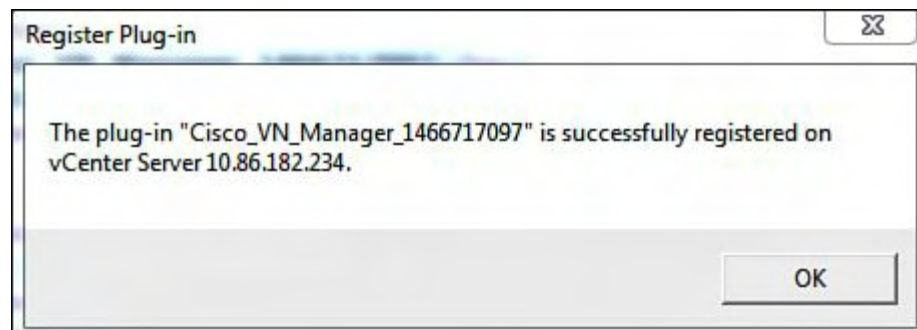 Register Plug-in
The plug-in "Cisco_VN_Manager_1466717097" is successfully registered on
vCenter Server 10.86.182.234.
OK